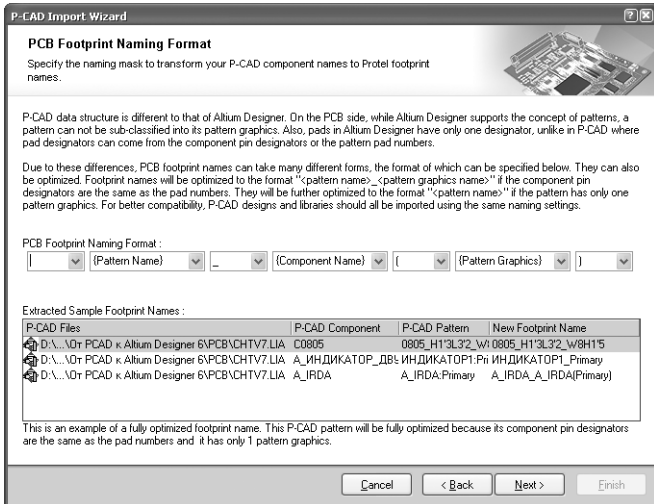 P-CAD Import Wizard
PCB Footprint Naming Format
Specify the naming mask to transform your P-CAD component names to Protel footprint
names.
P-CAD data structure is different to that of Altium Designer. On the PCB side, while Altium Designer supports the concept of patterns, a
pattern can not be sub-classified into its pattern graphics. Also, pads in Altium Designer have only one designator, unlike in P-CAD where
pad designators can come from the component pin designators or the pattern pad numbers.
Due to these differences, PCB footprint names can take many different forms, the format of which can be specified below. They can also
be optimized. Footprint names will be optimized to the format "<pattern name>_<pattern graphics name>" if the component pin
designators are the same as the pad numbers. They will be further optimized to the format "<pattern name>" if the pattern has only one
pattern graphics. For better compatibility, P-CAD designs and libraries should all be imported using the same naming settings.
PCB Footprint Naming Format :
{Pattern Name} _ {Component Name} ( {Pattern Graphics} )
Extracted Sample Footprint Names :
P-CAD Files P-CAD Component P-CAD Pattern New Footprint Name
D:\...\От PCAD к Altium Designer 6\PCB\CHTV7.LIA C0805 0805_H1'3L3'2_W 0805_H1'3L3'2_W8H1'5
D:\...\От PCAD к Altium Designer 6\PCB\CHTV7.LIA А_ИНДИКАТОР_ДВ ИНДИКАТОР1:Pri ИНДИКАТОР1_Primary
D:\...\От PCAD к Altium Designer 6\PCB\CHTV7.LIA A_IRDA A_IRDA:Primary A_IRDA_A_IRDA(Primary)
This is an example of a fully optimized footprint name. This P-CAD pattern will be fully optimized because its component pin designators
are the same as the pad numbers and it has only 1 pattern graphics.
Cancel < Back Next > Finish